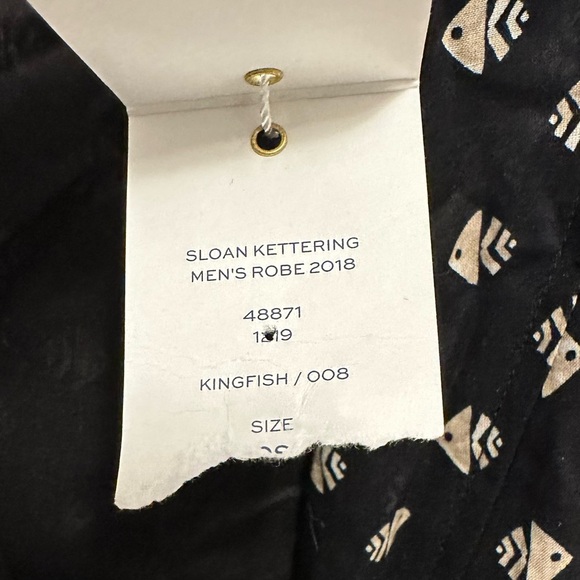 SLOAN KETTERING
MEN'S ROBE 2018
48871
KINGFISH / 008
SIZE